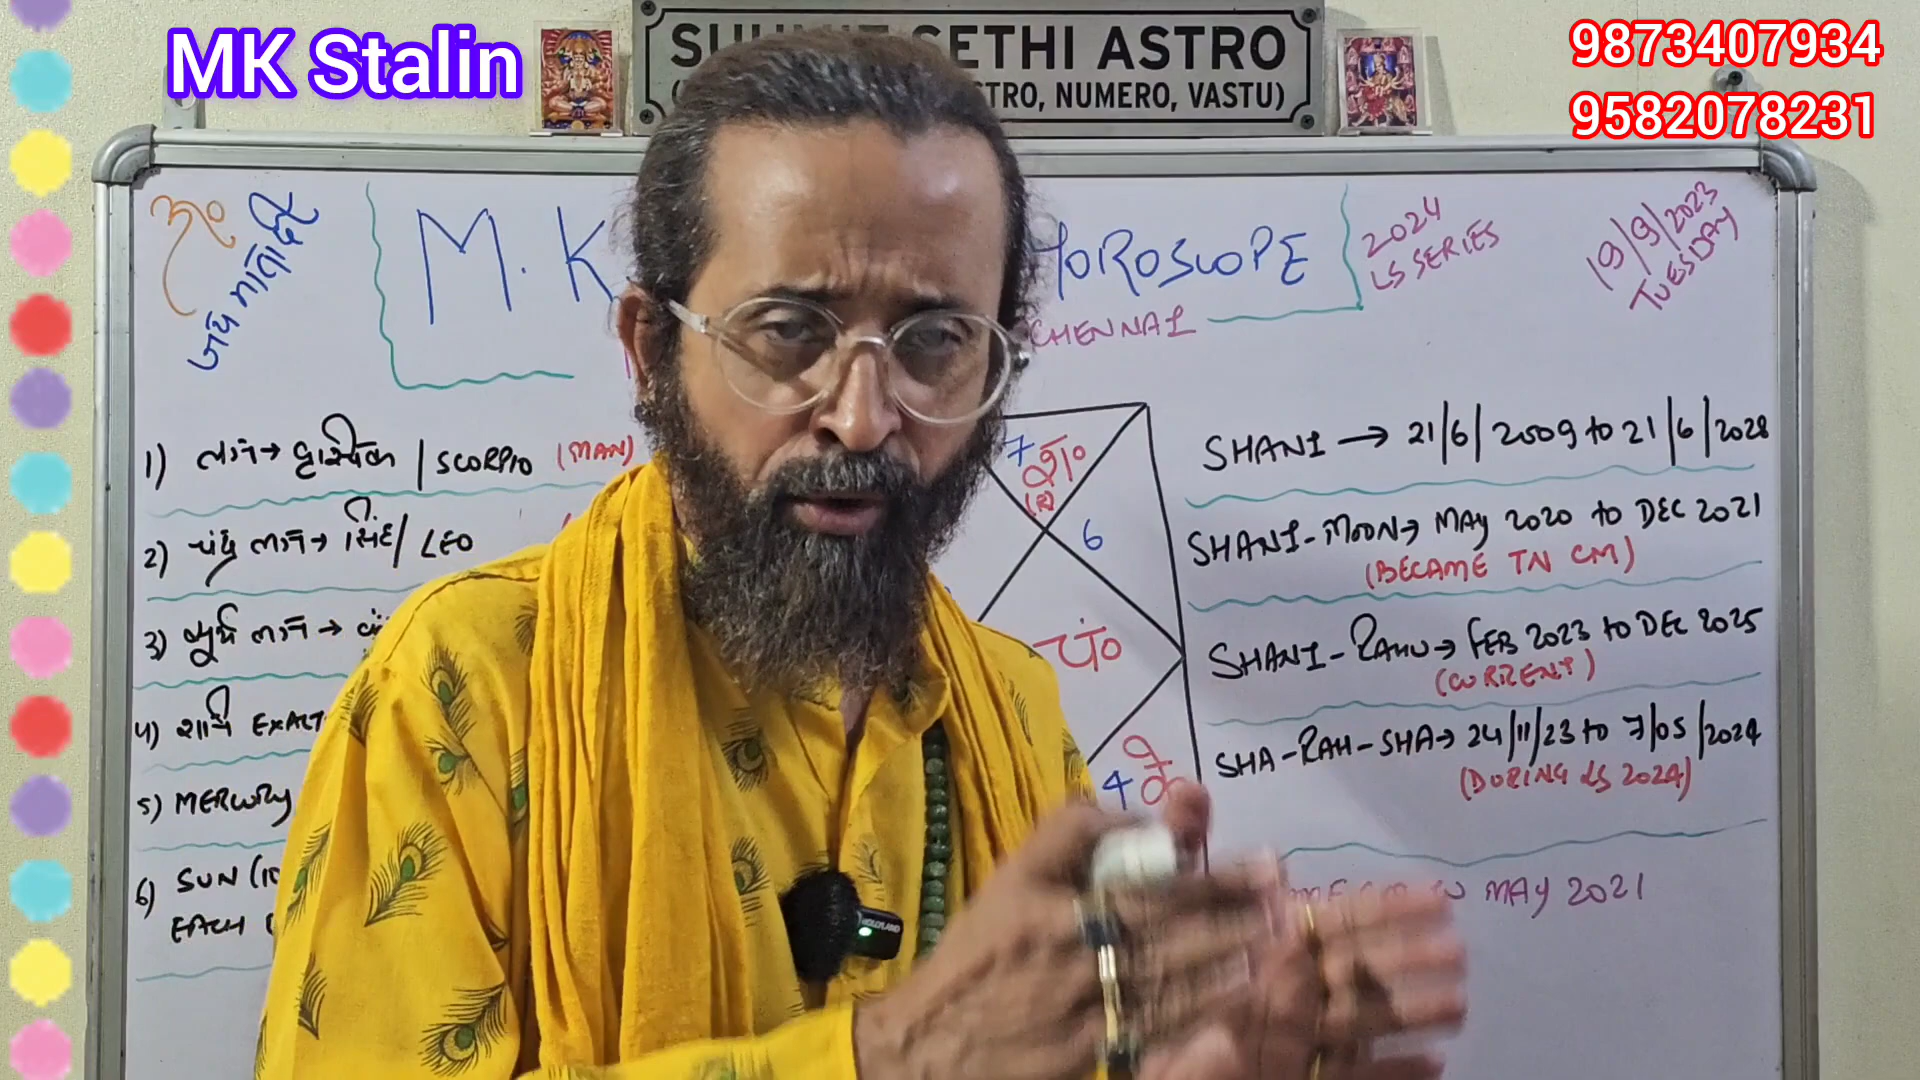 MK Stalin
9873407934
9582078231
SETHI ASTRO
TRO, NUMERO, VASTU)
ॐ
जय माता दी
M.K. HOROSCOPE
CHENNAI
2024
LS SERIES
19/9/2023
TUESDAY
1) लग्न → वृश्चिक / SCORPIO (MAN)
2) चंद्र लग्न → सिंह / LEO
3) सूर्य लग्न →
4) शनि EXALT
5) MERCURY
6) SUN (10
EACH
7 श०
(R)
6
चं०
4
SHANI → 21/6/2009 to 21/6/2028
SHANI-MOON → MAY 2020 to DEC 2021
(BECAME TN CM)
SHANI-RAHU → FEB 2023 to DEC 2025
(CURRENT)
SHA-RAH-SHA → 24/11/23 to 7/05/2024
(DURING LS 2024)
MAY 2021